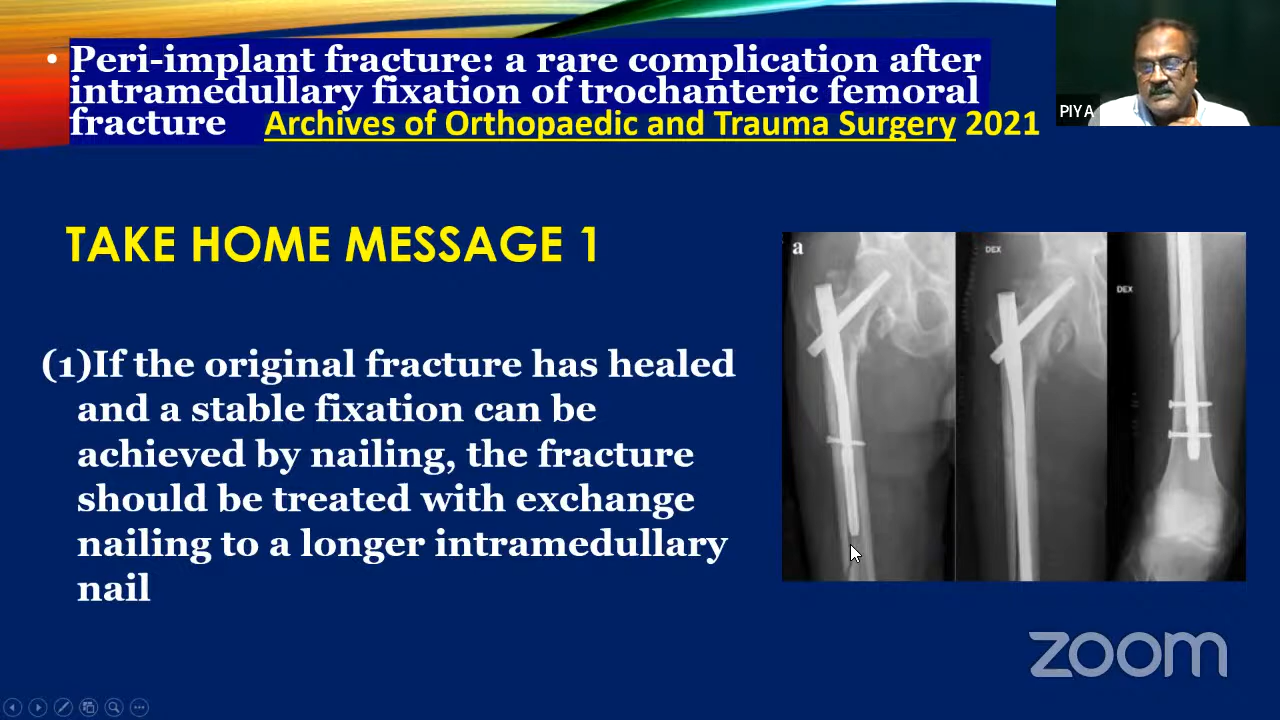 • Peri-implant fracture: a rare complication after
intramedullary fixation of trochanteric femoral
fracture Archives of Orthopaedic and Trauma Surgery 2021
PIYA
TAKE HOME MESSAGE 1
(1)If the original fracture has healed
and a stable fixation can be
achieved by nailing, the fracture
should be treated with exchange
nailing to a longer intramedullary
nail
a
DEX
DEX
zoom